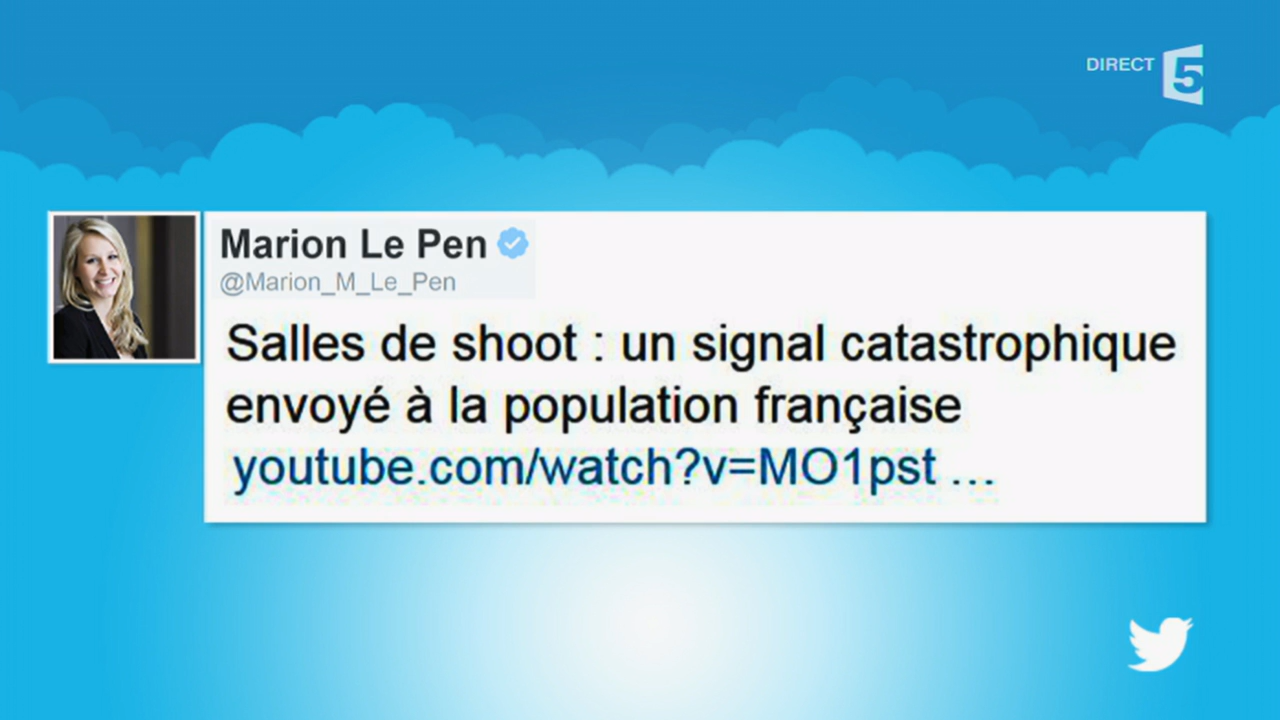 DIRECT 5
Marion Le Pen
@Marion_M_Le_Pen
Salles de shoot : un signal catastrophique
envoyé à la population française
youtube.com/watch?v=MO1pst ...